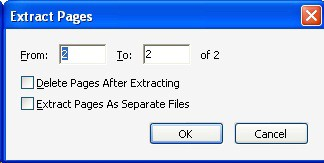 Extract Pages
From: 2 To: 2 of 2
Delete Pages After Extracting
Extract Pages As Separate Files
OK Cancel